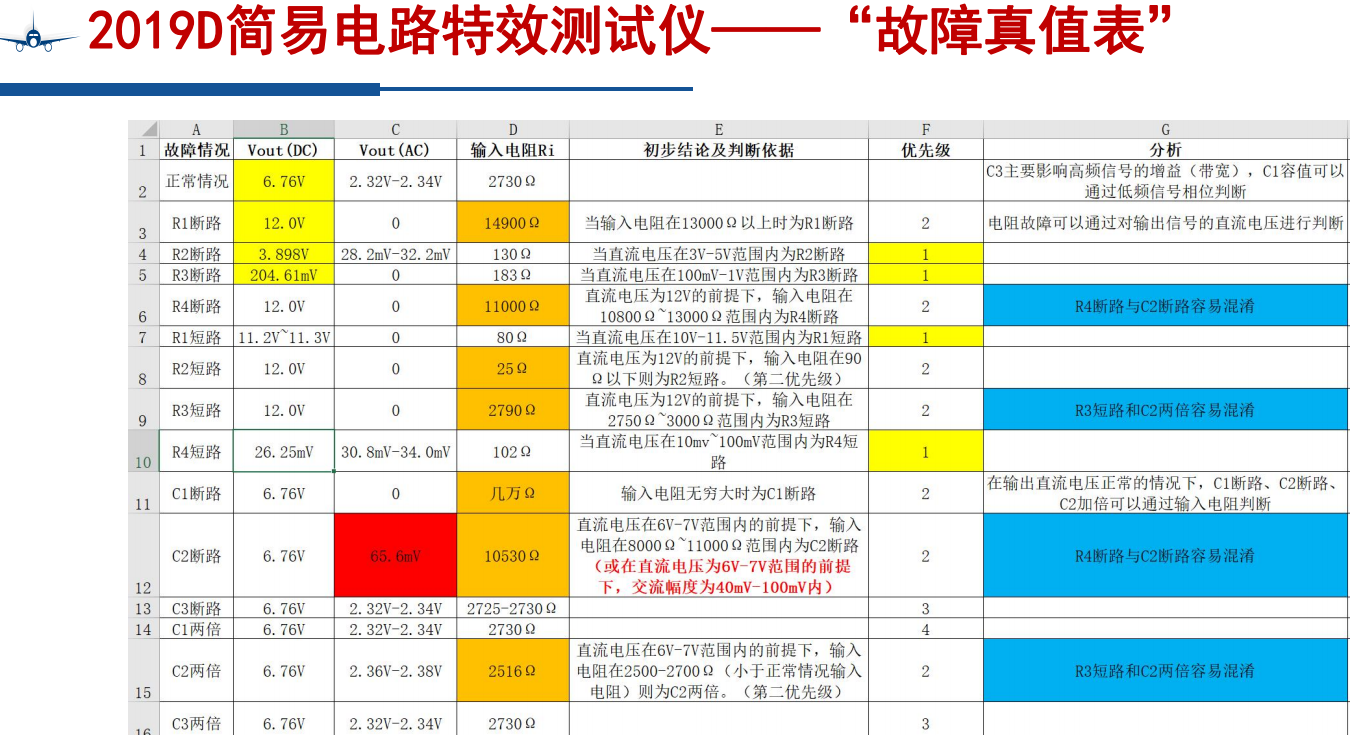 2019D简易电路特效测试仪——“故障真值表”
A B C D E F G
1 故障情况 Vout(DC) Vout(AC) 输入电阻Ri 初步结论及判断依据 优先级 分析
2 正常情况 6.76V 2.32V-2.34V 2730Ω C3主要影响高频信号的增益（带宽），C1容值可以
通过低频信号相位判断
3 R1断路 12.0V 0 14900Ω 当输入电阻在13000Ω以上时为R1断路 2 电阻故障可以通过对输出信号的直流电压进行判断
4 R2断路 3.898V 28.2mV-32.2mV 130Ω 当直流电压在3V-5V范围内为R2断路 1
5 R3断路 204.61mV 0 183Ω 当直流电压在100mV-1V范围内为R3断路 1
6 R4断路 12.0V 0 11000Ω 直流电压为12V的前提下，输入电阻在
10800Ω~13000Ω范围内为R4断路 2 R4断路与C2断路容易混淆
7 R1短路 11.2V~11.3V 0 80Ω 当直流电压在10V-11.5V范围内为R1短路 1
8 R2短路 12.0V 0 25Ω 直流电压为12V的前提下，输入电阻在90
Ω以下则为R2短路。（第二优先级） 2
9 R3短路 12.0V 0 2790Ω 直流电压为12V的前提下，输入电阻在
2750Ω~3000Ω范围内为R3短路 2 R3短路和C2两倍容易混淆
10 R4短路 26.25mV 30.8mV-34.0mV 102Ω 当直流电压在10mv~100mV范围内为R4短
路 1
11 C1断路 6.76V 0 几万Ω 输入电阻无穷大时为C1断路 2 在输出直流电压正常的情况下，C1断路、C2断路、
C2加倍可以通过输入电阻判断
12 C2断路 6.76V 65.6mV 10530Ω 直流电压在6V-7V范围内的前提下，输入
电阻在8000Ω~11000Ω范围内为C2断路
（或在直流电压为6V-7V范围的前提
下，交流幅度为40mV-100mV内） 2 R4断路与C2断路容易混淆
13 C3断路 6.76V 2.32V-2.34V 2725-2730Ω 3
14 C1两倍 6.76V 2.32V-2.34V 2730Ω 4
15 C2两倍 6.76V 2.36V-2.38V 2516Ω 直流电压在6V-7V范围内的前提下，输入
电阻在2500-2700Ω（小于正常情况输入
电阻）则为C2两倍。（第二优先级） 2 R3短路和C2两倍容易混淆
16 C3两倍 6.76V 2.32V-2.34V 2730Ω 3